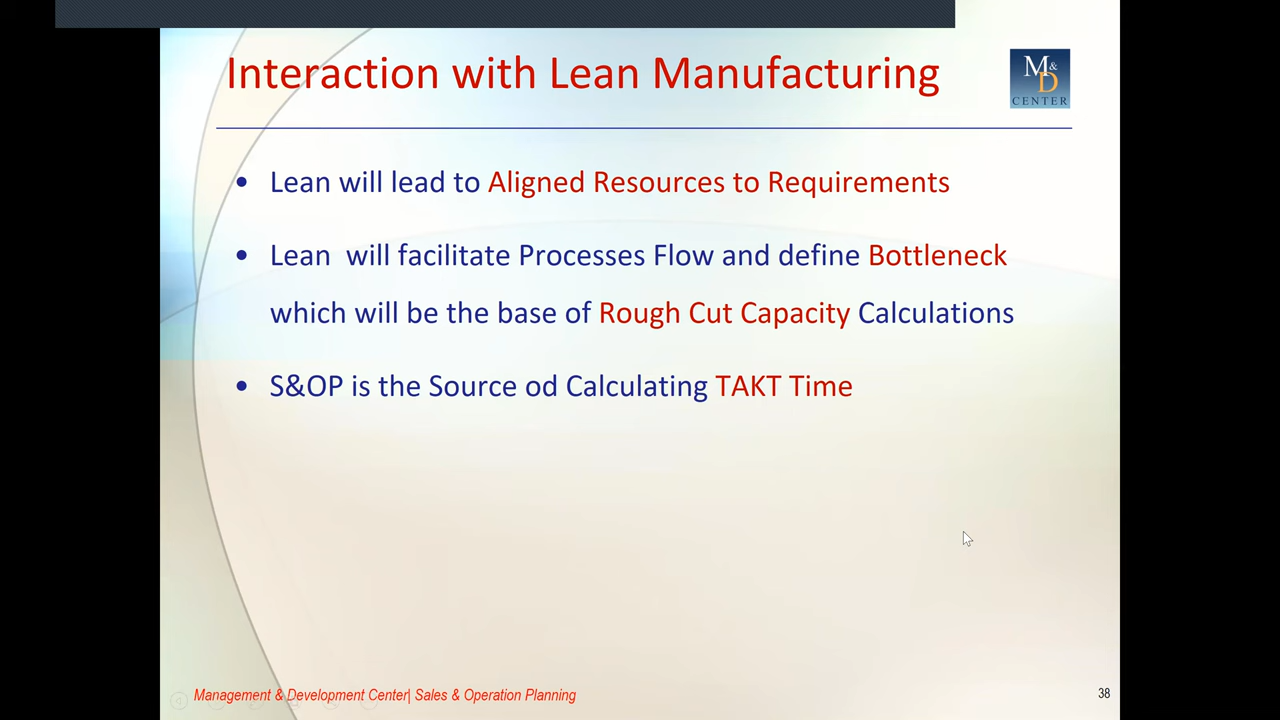 Interaction with Lean Manufacturing
M&D
CENTER
• Lean will lead to Aligned Resources to Requirements
• Lean will facilitate Processes Flow and define Bottleneck
which will be the base of Rough Cut Capacity Calculations
• S&OP is the Source od Calculating TAKT Time
Management & Development Center| Sales & Operation Planning
38